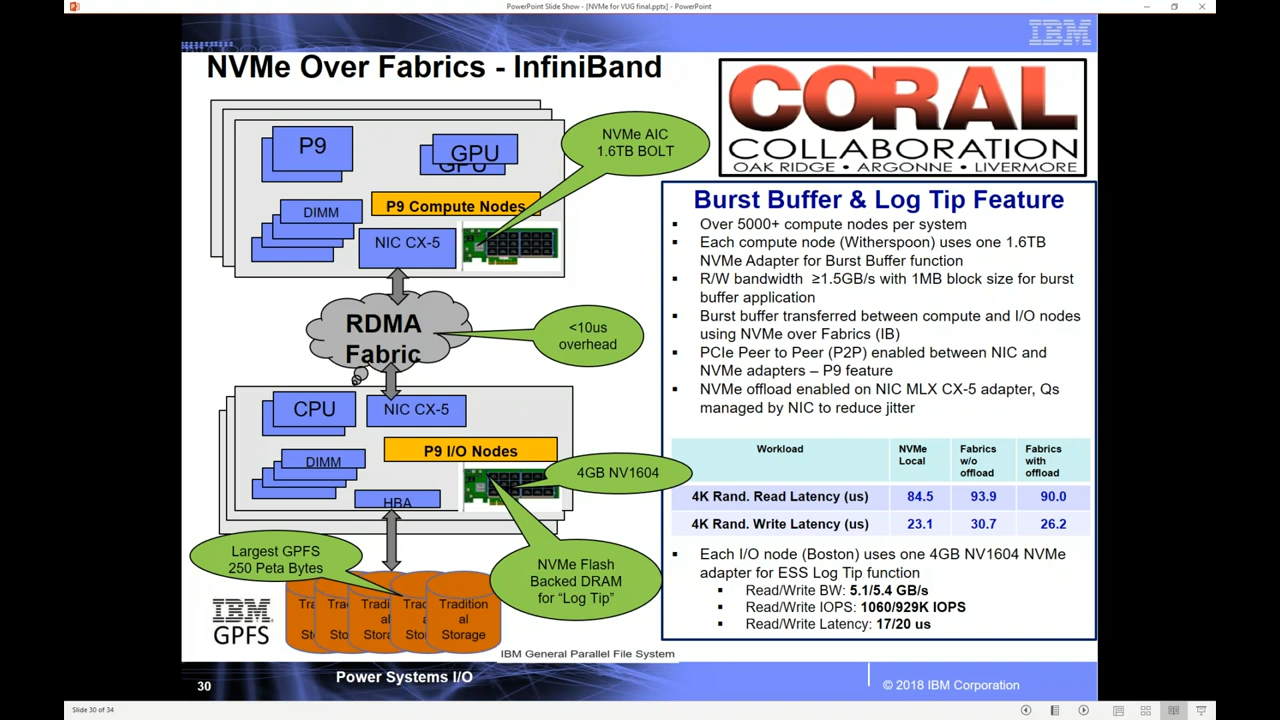 PowerPoint Slide Show - [NVMe for VUG final.pptx] - PowerPoint
IBM
NVMe Over Fabrics - InfiniBand
CORAL
COLLABORATION
OAK RIDGE • ARGONNE • LIVERMORE
P9
GPU
GPU
NVMe AIC
1.6TB BOLT
P9 Compute Nodes
DIMM
NIC CX-5
RDMA
Fabric
<10us
overhead
CPU
NIC CX-5
P9 I/O Nodes
DIMM
4GB NV1604
HBA
Largest GPFS
250 Peta Bytes
NVMe Flash
Backed DRAM
for “Log Tip”
IBM
GPFS
Tra
Sto
Tradi
al
Stora
Tradi
al
Stora
Tradi
al
Stora
Tradition
al
Storage
IBM General Parallel File System
Burst Buffer & Log Tip Feature
▪ Over 5000+ compute nodes per system
▪ Each compute node (Witherspoon) uses one 1.6TB
NVMe Adapter for Burst Buffer function
▪ R/W bandwidth ≥1.5GB/s with 1MB block size for burst
buffer application
▪ Burst buffer transferred between compute and I/O nodes
using NVMe over Fabrics (IB)
▪ PCIe Peer to Peer (P2P) enabled between NIC and
NVMe adapters – P9 feature
▪ NVMe offload enabled on NIC MLX CX-5 adapter, Qs
managed by NIC to reduce jitter
Workload NVMe Local Fabrics w/o offload Fabrics with offload
4K Rand. Read Latency (us) 84.5 93.9 90.0
4K Rand. Write Latency (us) 23.1 30.7 26.2
▪ Each I/O node (Boston) uses one 4GB NV1604 NVMe
adapter for ESS Log Tip function
▪ Read/Write BW: 5.1/5.4 GB/s
▪ Read/Write IOPS: 1060/929K IOPS
▪ Read/Write Latency: 17/20 us
30
Power Systems I/O
© 2018 IBM Corporation
Slide 30 of 34